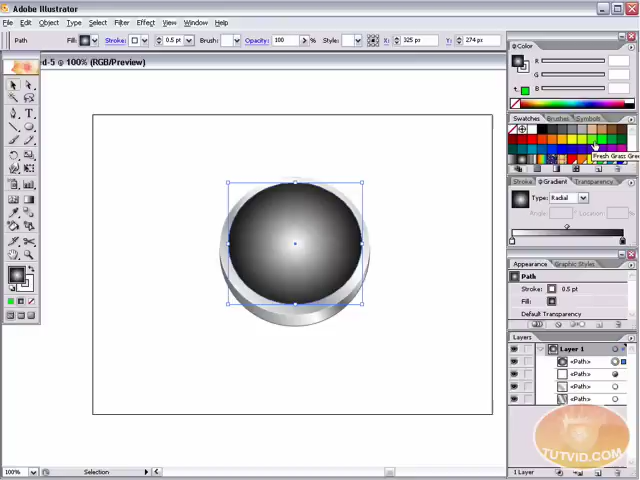 Adobe Illustrator
File Edit Object Type Select Filter Effect View Window Help
Path Fill: Stroke: 0.5 pt Brush: Opacity: 100 % Style: X: 325 px Y: 274 px
ed-5 @ 100% (RGB/Preview)
Color
R
G
B
Swatches Brushes Symbols
Fresh Grass Gree
Stroke Gradient Transparency
Type: Radial
Angle: Location: %
Appearance Graphic Styles
Path
Stroke: 0.5 pt
Fill:
Default Transparency
Layers
Layer 1
<Path>
<Path>
<Path>
<Path>
TUTVID.COM
1 Layer
100% Selection